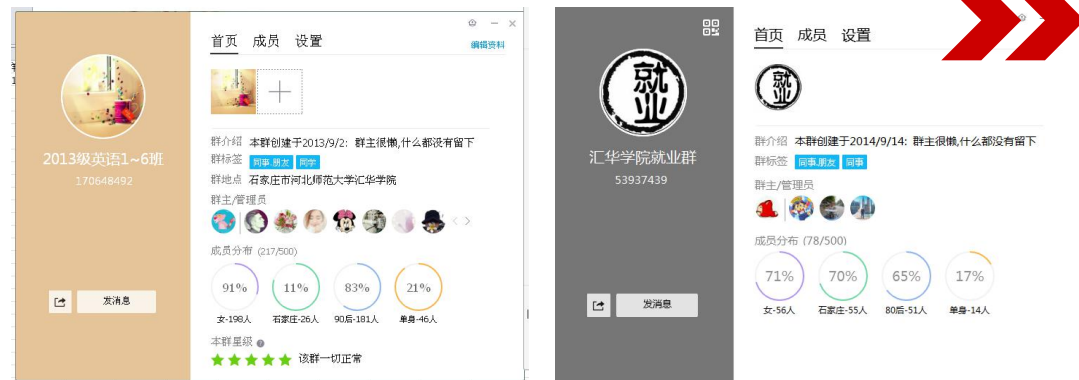 首页 成员 设置
编辑资料
2013级英语1~6班
170648492
群介绍 本群创建于2013/9/2: 群主很懒,什么都没有留下
群标签 同事.朋友 同学
群地点 石家庄市河北师范大学汇华学院
群主/管理员
成员分布 (217/500)
91% 11% 83% 21%
女-198人 石家庄-26人 90后-181人 单身-46人
发消息
本群星级
该群一切正常
首页 成员 设置
就业
就业
汇华学院就业群
53937439
群介绍 本群创建于2014/9/14: 群主很懒,什么都没有留下
群标签 同事.朋友 同事
群主/管理员
成员分布 (78/500)
71% 70% 65% 17%
女-56人 石家庄-55人 80后-51人 单身-14人
发消息